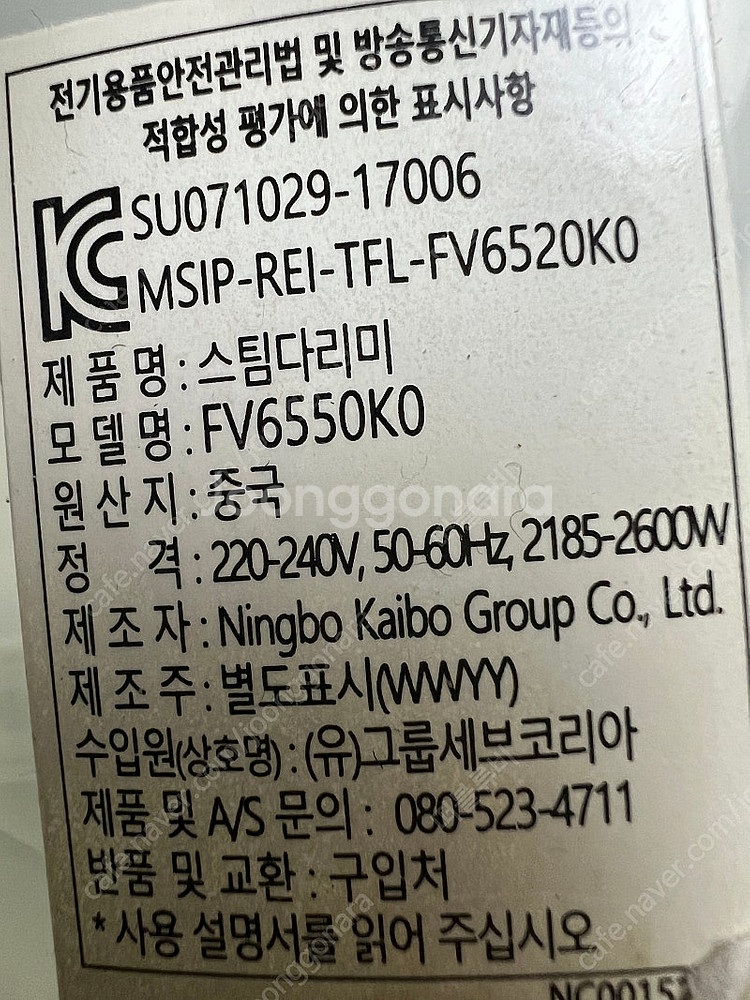 전기용품안전관리법 및 방송통신기자재등의
적합성 평가에 의한 표시사항
SU071029-17006
MSIP-REI-TFL-FV6520K0
제 품 명 : 스팀다리미
모 델 명 : FV6550K0
원 산 지 : 중국
정 격 : 220-240V, 50-60Hz, 2185-2600W
제 조 자 : Ningbo Kaibo Group Co., Ltd.
제 조 주 : 별도표시(WWYY)
수입원(상호명) : (유)그룹세브코리아
제품 및 A/S 문의 : 080-523-4711
반품 및 교환 : 구입처
* 사용 설명서를 읽어 주십시오
joonggonara
cafe.naver.com/joonggonara